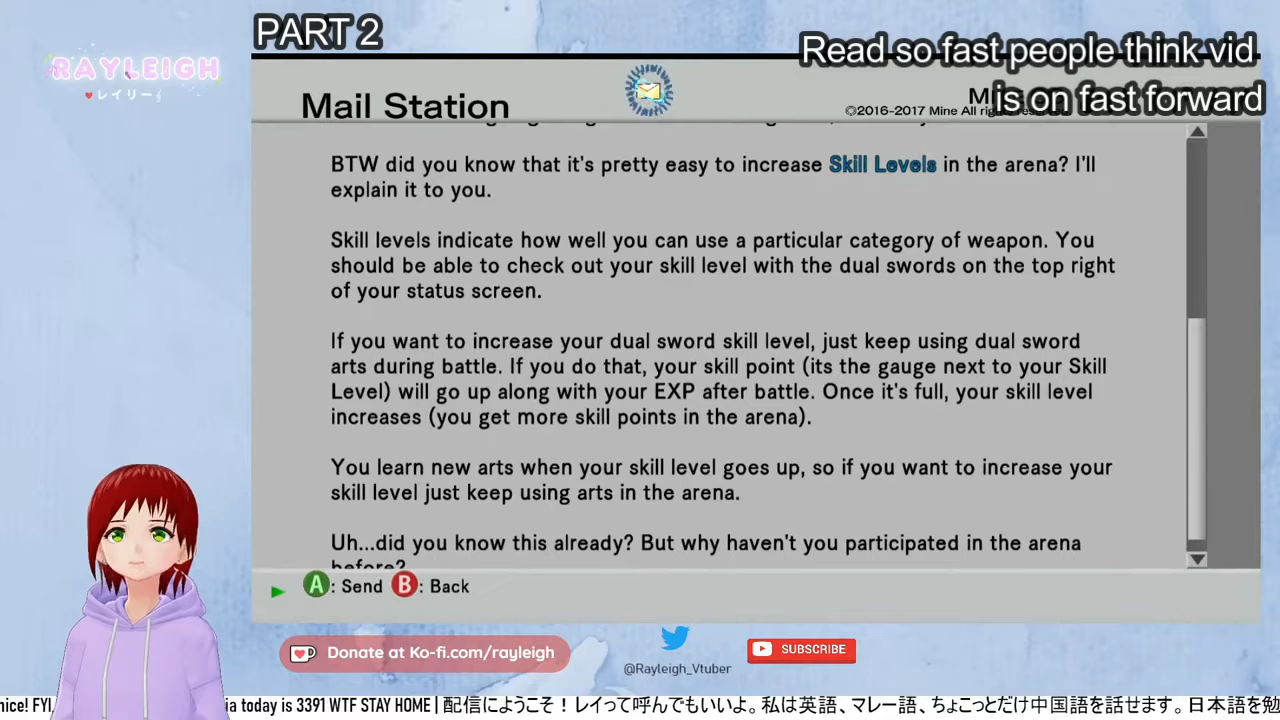 PART 2
Read so fast people think vid
is on fast forward
RAYLEIGH
レイリー
Mail Station
©2016-2017 Mine All rights
BTW did you know that it's pretty easy to increase Skill Levels in the arena? I'll
explain it to you.
Skill levels indicate how well you can use a particular category of weapon. You
should be able to check out your skill level with the dual swords on the top right
of your status screen.
If you want to increase your dual sword skill level, just keep using dual sword
arts during battle. If you do that, your skill point (its the gauge next to your Skill
Level) will go up along with your EXP after battle. Once it's full, your skill level
increases (you get more skill points in the arena).
You learn new arts when your skill level goes up, so if you want to increase your
skill level just keep using arts in the arena.
Uh...did you know this already? But why haven't you participated in the arena
before?
A: Send B: Back
Donate at Ko-fi.com/rayleigh
@Rayleigh_Vtuber
SUBSCRIBE
nice! FYI, ia today is 3391 WTF STAY HOME | 配信にようこそ！レイって呼んでもいいよ。私は英語、マレー語、ちょこっとだけ中国語を話せます。日本語を勉